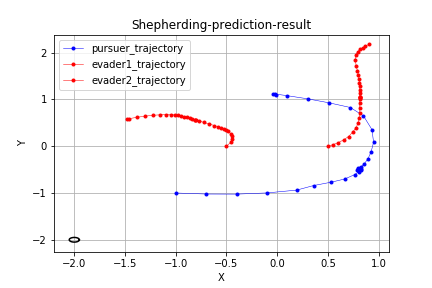 Shepherding-prediction-result
pursuer_trajectory
evader1_trajectory
evader2_trajectory
Y
2
1
0
−1
−2
−2.0 −1.5 −1.0 −0.5 0.0 0.5 1.0
X